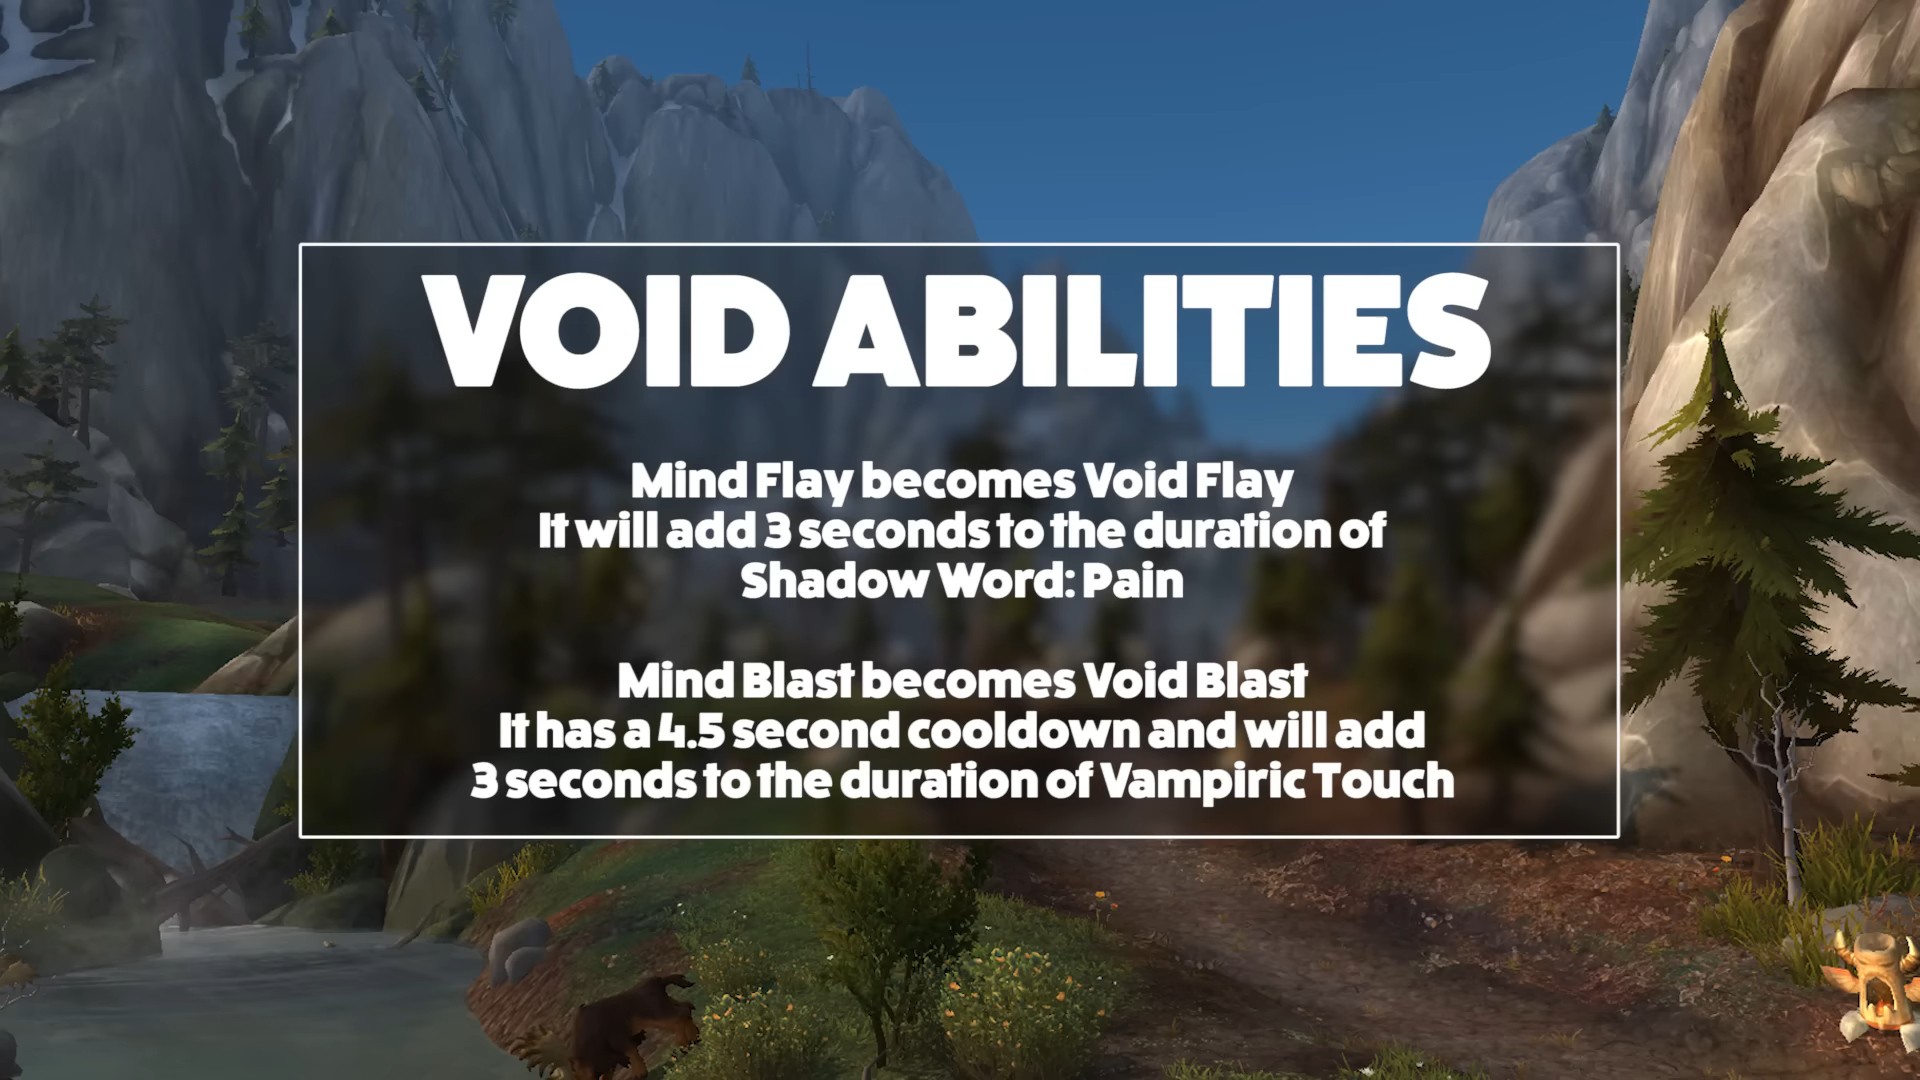 VOID ABILITIES
Mind Flay becomes Void Flay
It will add 3 seconds to the duration of
Shadow Word: Pain
Mind Blast becomes Void Blast
It has a 4.5 second cooldown and will add
3 seconds to the duration of Vampiric Touch